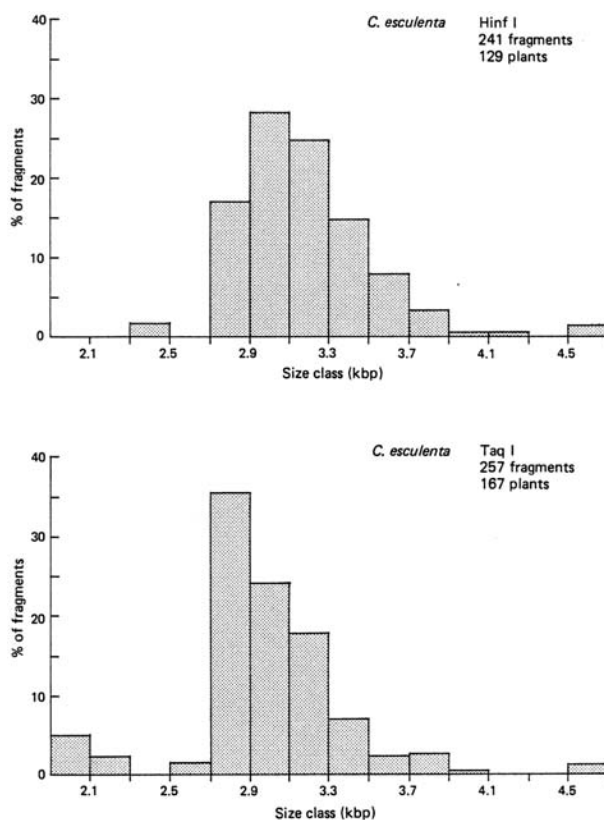 C. esculenta Hinf I
241 fragments
129 plants
% of fragments
40
30
20
10
0
2.1 2.5 2.9 3.3 3.7 4.1 4.5
Size class (kbp)
C. esculenta Taq I
257 fragments
167 plants
% of fragments
40
30
20
10
0
2.1 2.5 2.9 3.3 3.7 4.1 4.5
Size class (kbp)